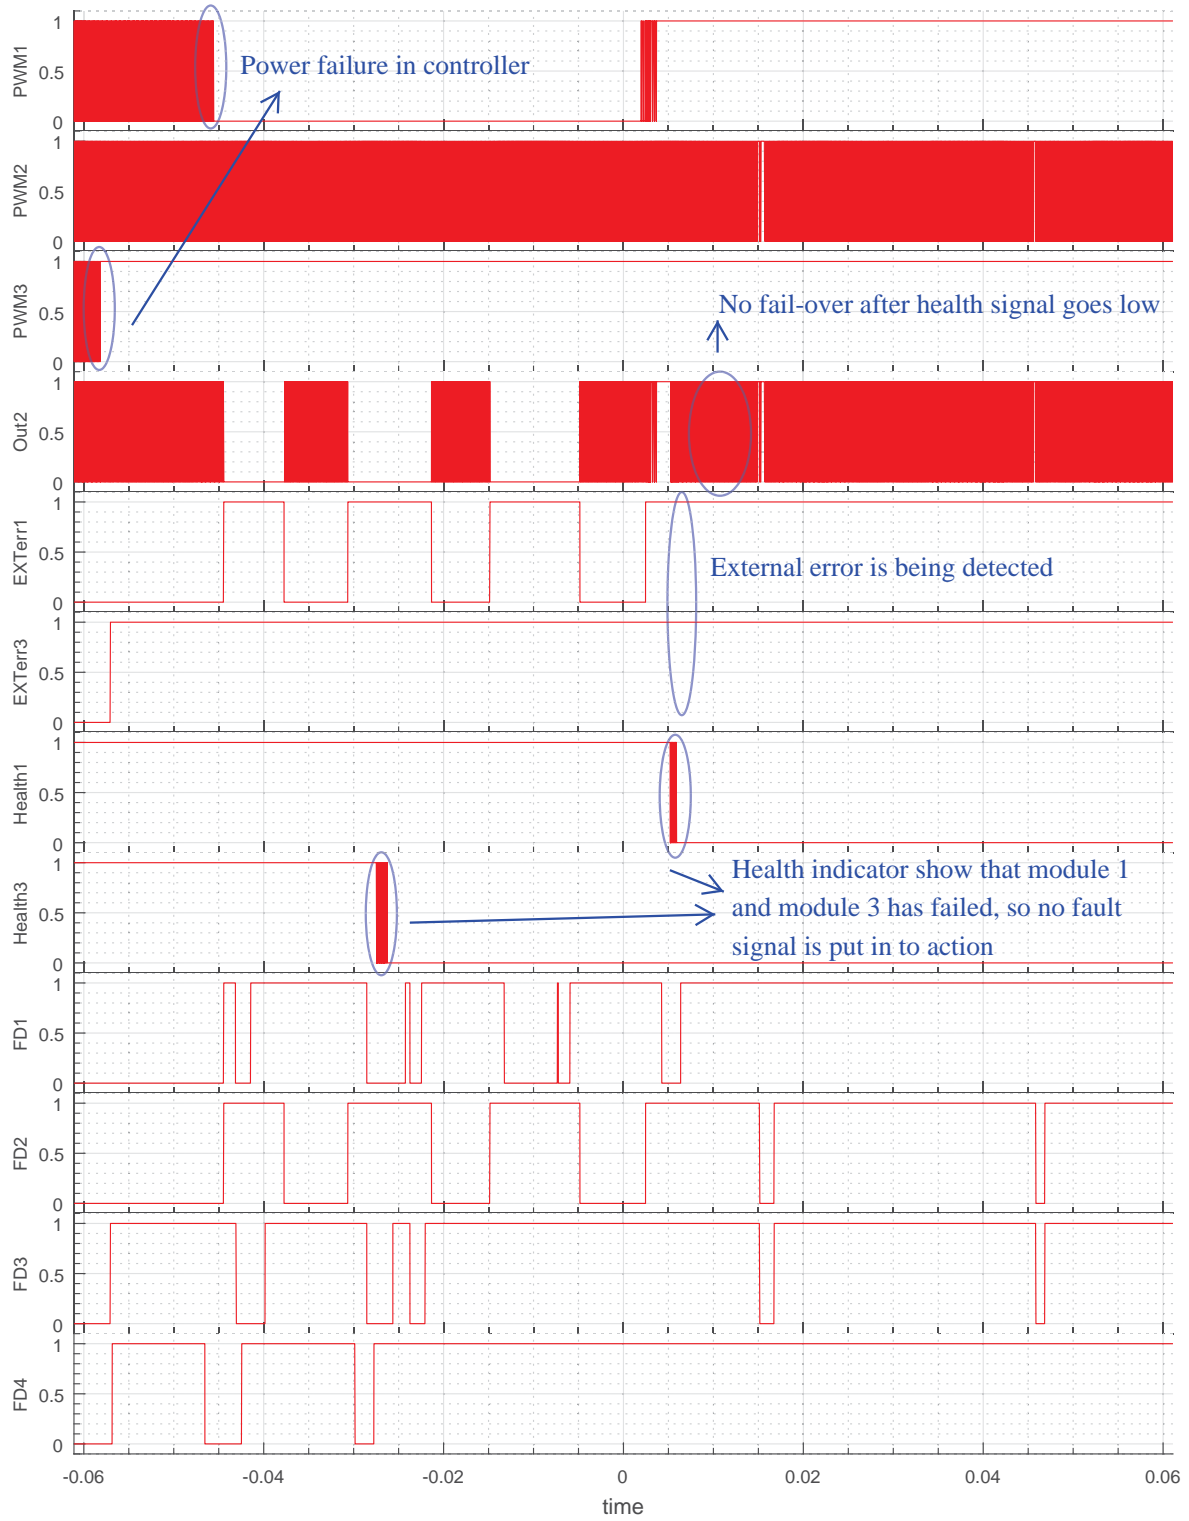 1
0.5
0
PWM1
Power failure in controller
1
0.5
0
PWM2
1
0.5
0
PWM3
No fail-over after health signal goes low
1
0.5
0
Out2
1
0.5
0
EXTerr1
External error is being detected
1
0.5
0
EXTerr3
1
0.5
0
Health1
1
0.5
0
Health3
Health indicator show that module 1
and module 3 has failed, so no fault
signal is put in to action
1
0.5
0
FD1
1
0.5
0
FD2
1
0.5
0
FD3
1
0.5
0
FD4
-0.06 -0.04 -0.02 0 0.02 0.04 0.06
time